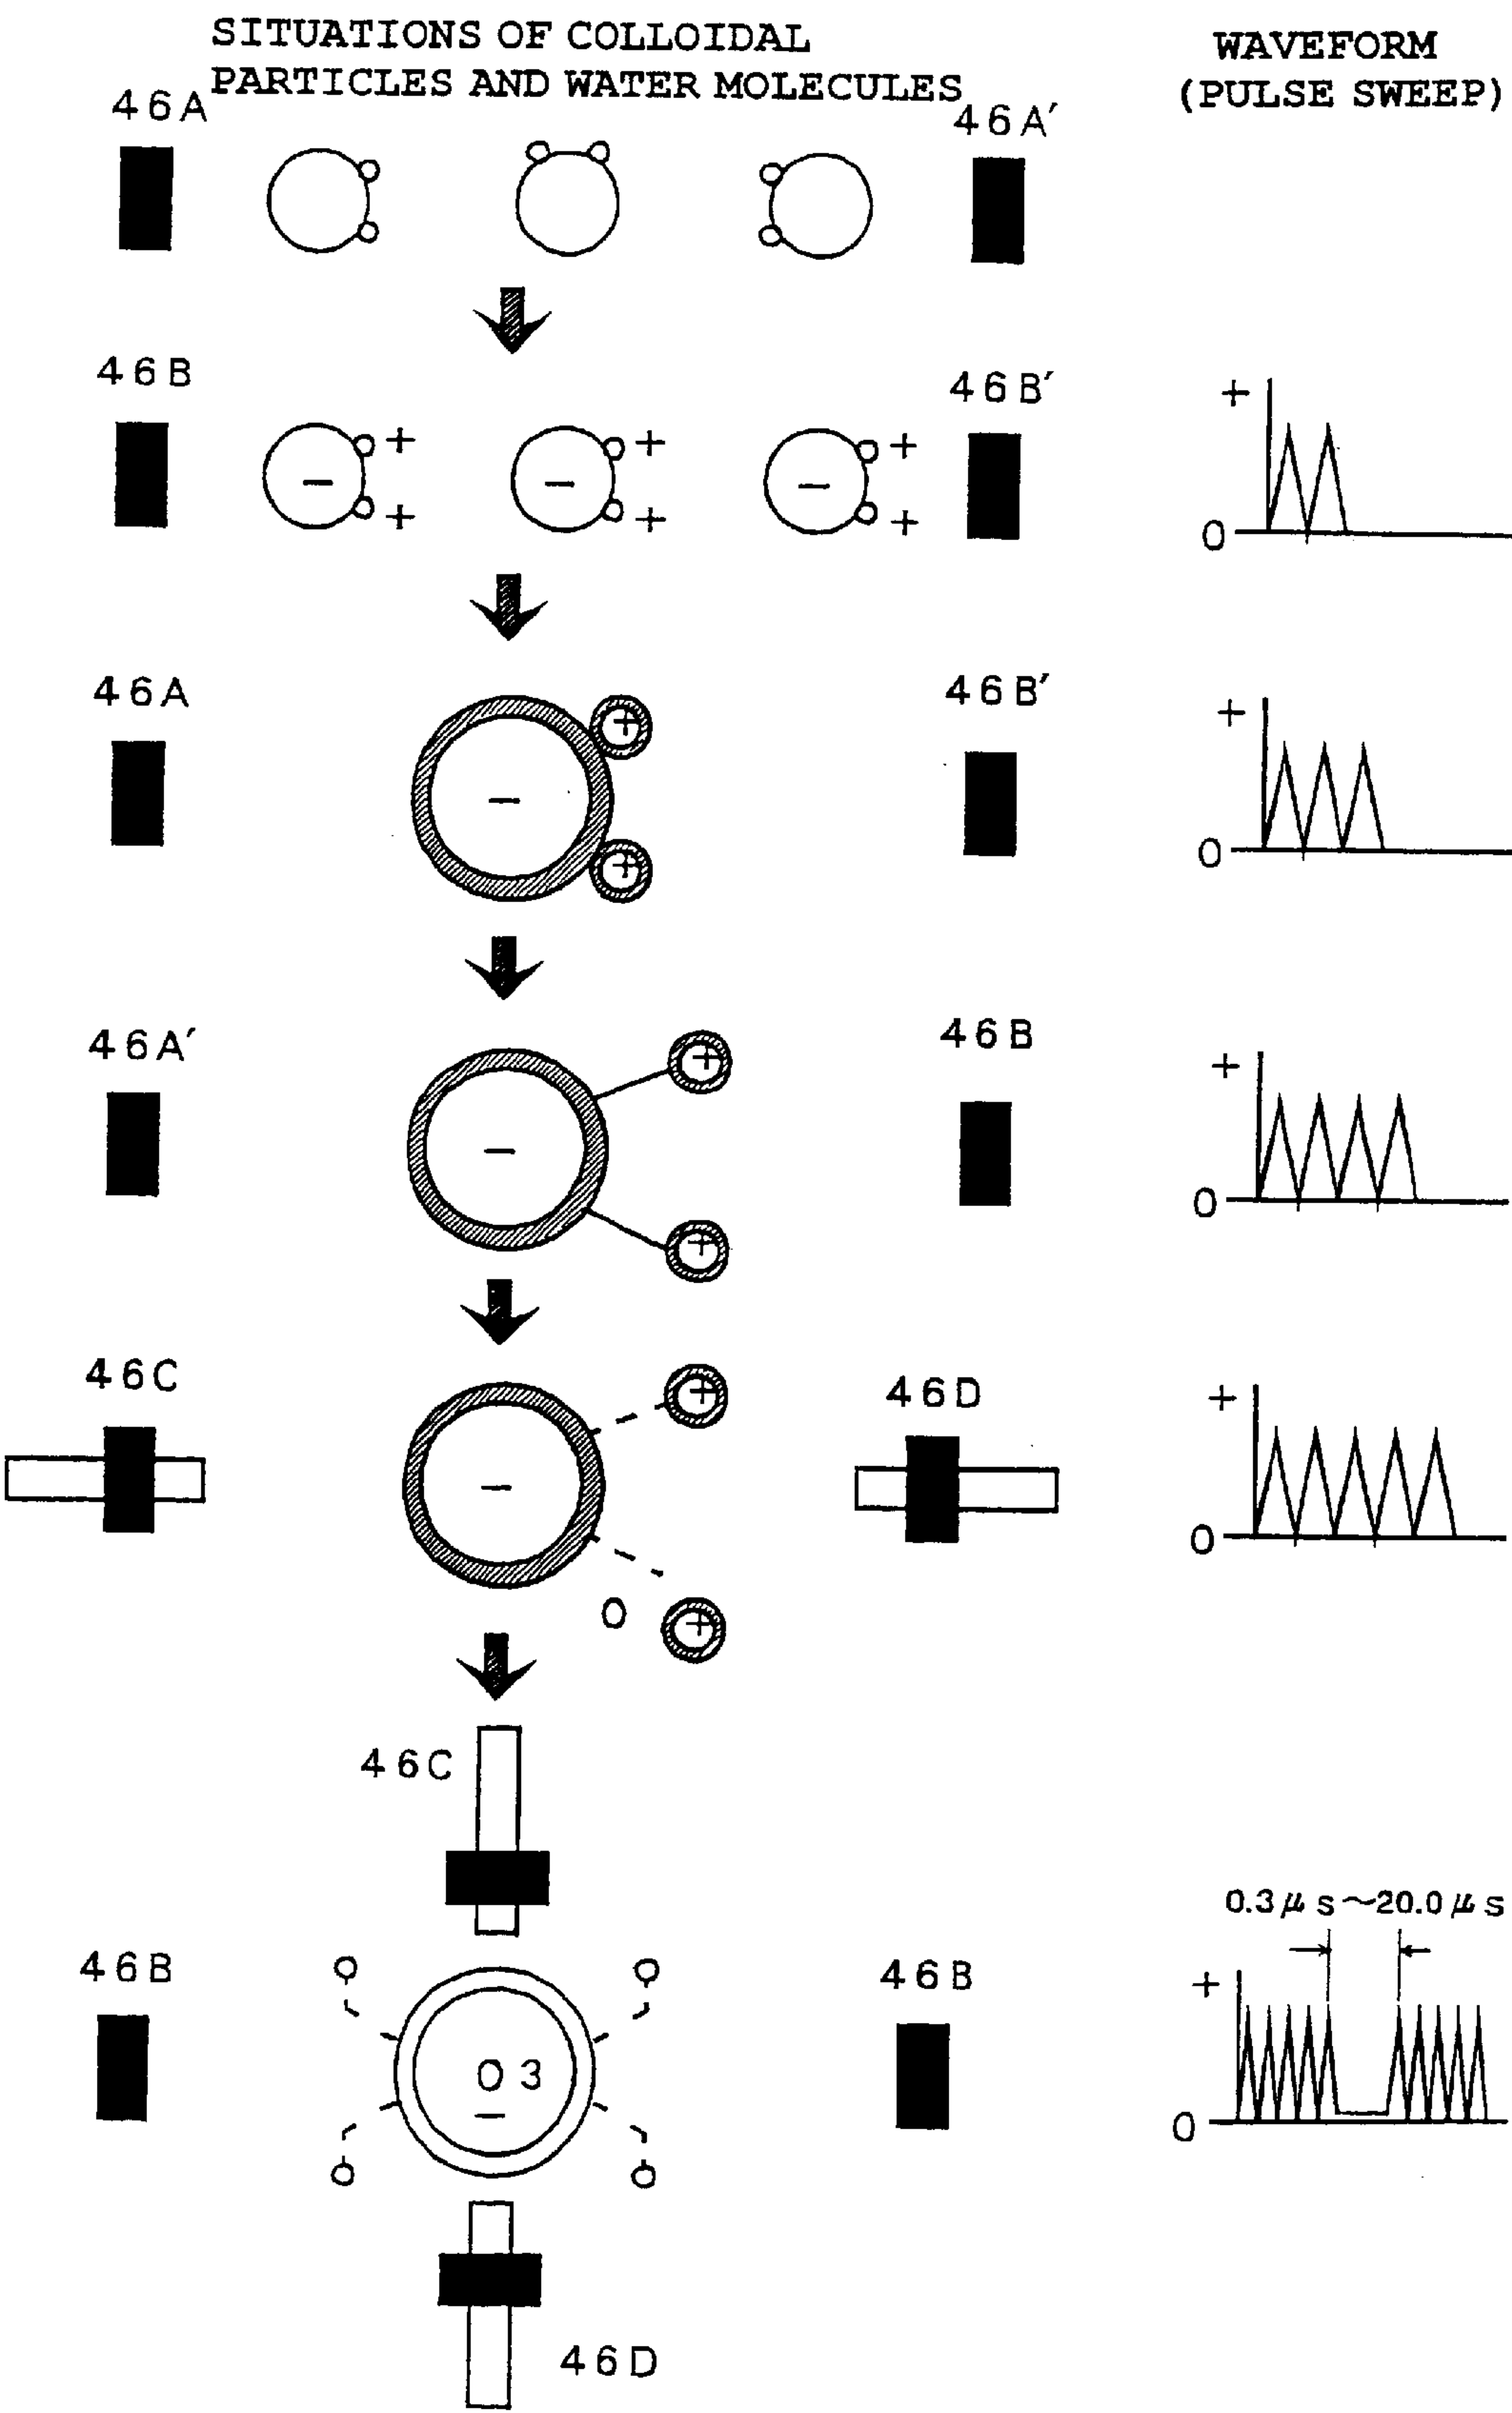 SITUATIONS OF COLLOIDAL
PARTICLES AND WATER MOLECULES
WAVEFORM
(PULSE SWEEP)
46A
46A′
46B
46B′
− + +
− + +
− + +
+
0
46A
46B′
− + +
+
0
46A′
46B
− + +
+
0
46C
46D
− + +
O
+
0
46C
46B
46B
O3
−
0.3μs~20.0μs
+
0
46D